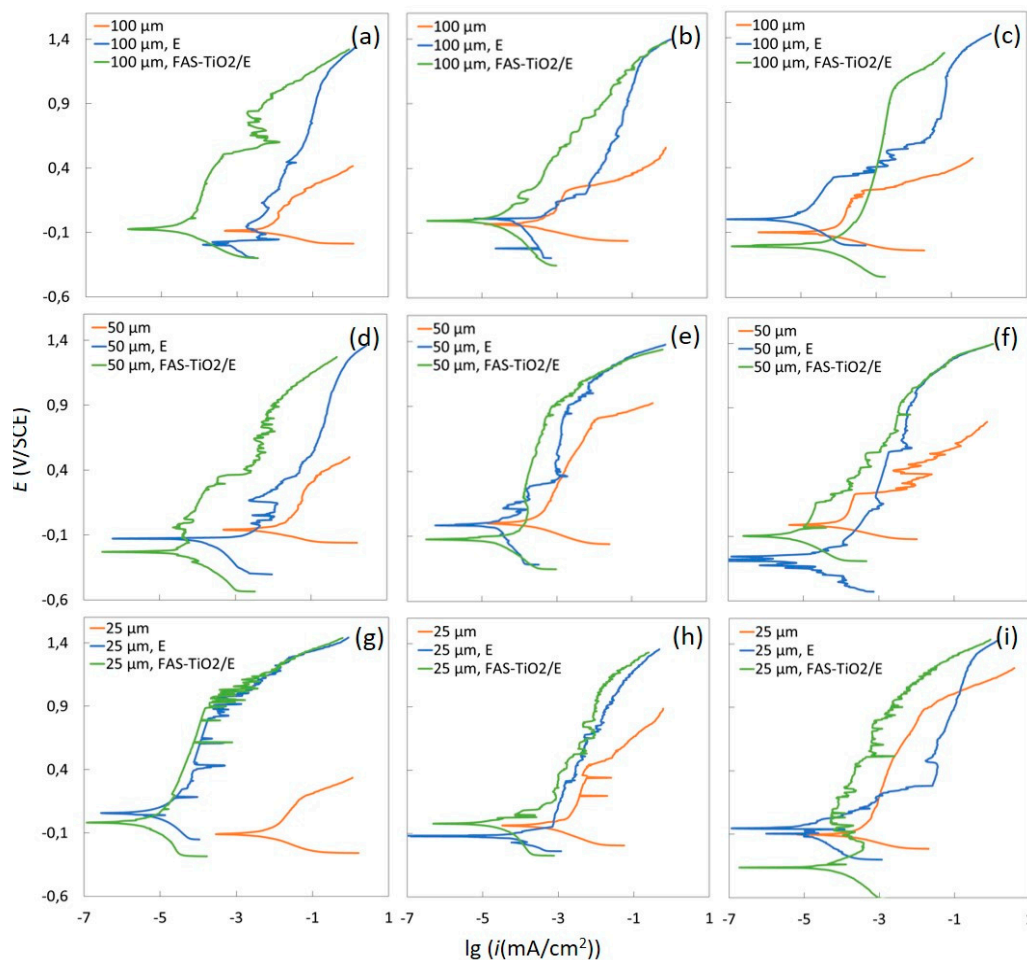 100 µm
100 µm, E
100 µm, FAS-TiO2/E
(a)
100 µm
100 µm, E
100 µm, FAS-TiO2/E
(b)
100 µm
100 µm, E
100 µm, FAS-TiO2/E
(c)
1,4
0,9
0,4
-0,1
-0,6
50 µm
50 µm, E
50 µm, FAS-TiO2/E
(d)
50 µm
50 µm, E
50 µm, FAS-TiO2/E
(e)
50 µm
50 µm, E
50 µm, FAS-TiO2/E
(f)
1,4
0,9
0,4
-0,1
-0,6
E (V/SCE)
25 µm
25 µm, E
25 µm, FAS-TiO2/E
(g)
25 µm
25 µm, E
25 µm, FAS-TiO2/E
(h)
25 µm
25 µm, E
25 µm, FAS-TiO2/E
(i)
1,4
0,9
0,4
-0,1
-0,6
-7 -5 -3 -1 1
-7 -5 -3 -1 1
-7 -5 -3 -1 1
lg (i(mA/cm²))